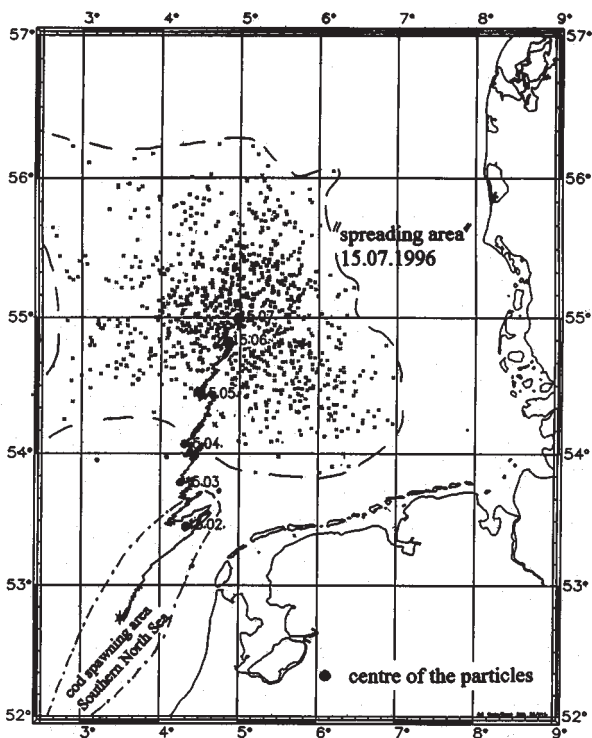 3° 4° 5° 6° 7° 8° 9°
57° 57°
56° 56°
"spreading area"
15.07.1996
55° 15.07. 55°
15.06.
15.05.
54° 15.04. 54°
15.03
15.02.
53° 53°
cod spawning area
Southern North Sea
centre of the particles
52° 52°
3° 4° 5° 6° 7° 8° 9°